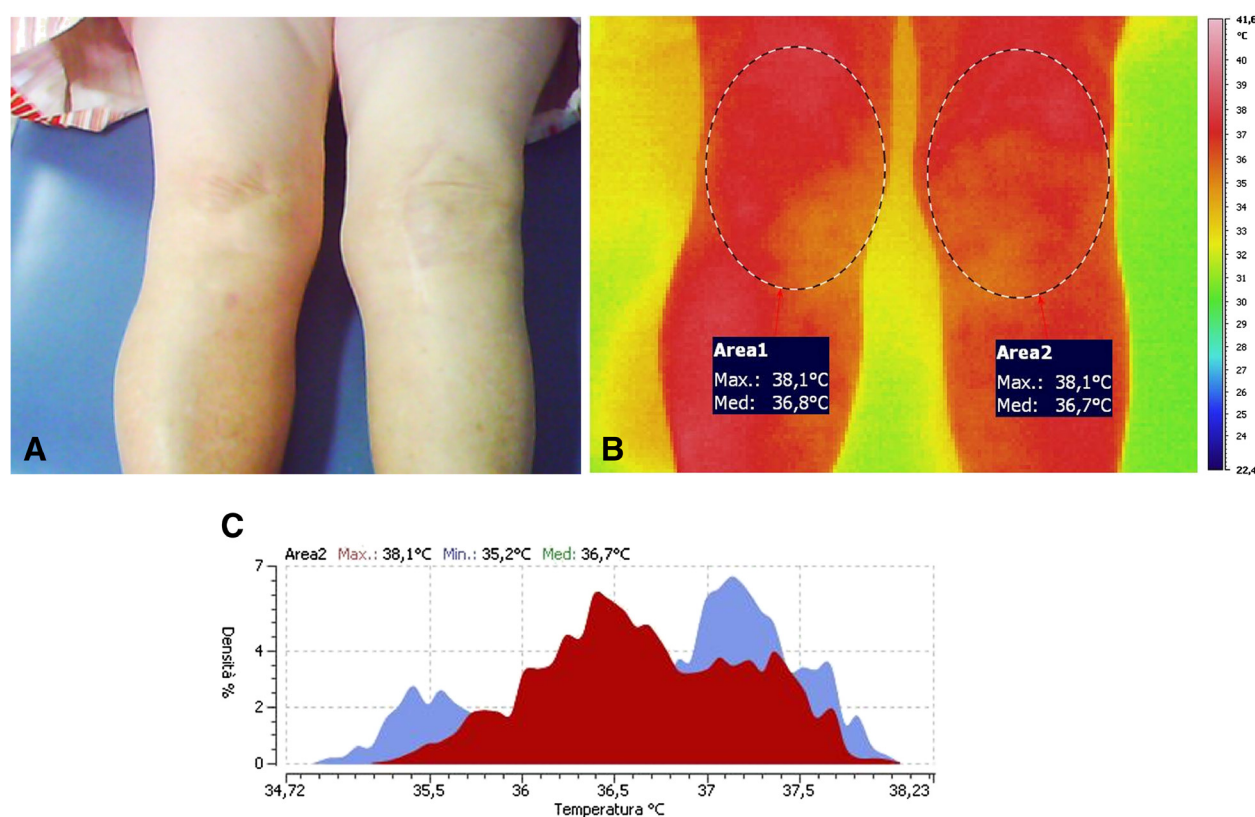 A
B
Area1
Max.: 38,1°C
Med: 36,8°C
Area2
Max.: 38,1°C
Med: 36,7°C
41,6
°C
40
39
38
37
36
35
34
33
32
31
30
29
28
27
26
25
24
22,4
C
Area2 Max.: 38,1°C Min.: 35,2°C Med: 36,7°C
Densità %
7
4
2
0
34,72 35,5 36 36,5 37 37,5 38,23
Temperatura °C